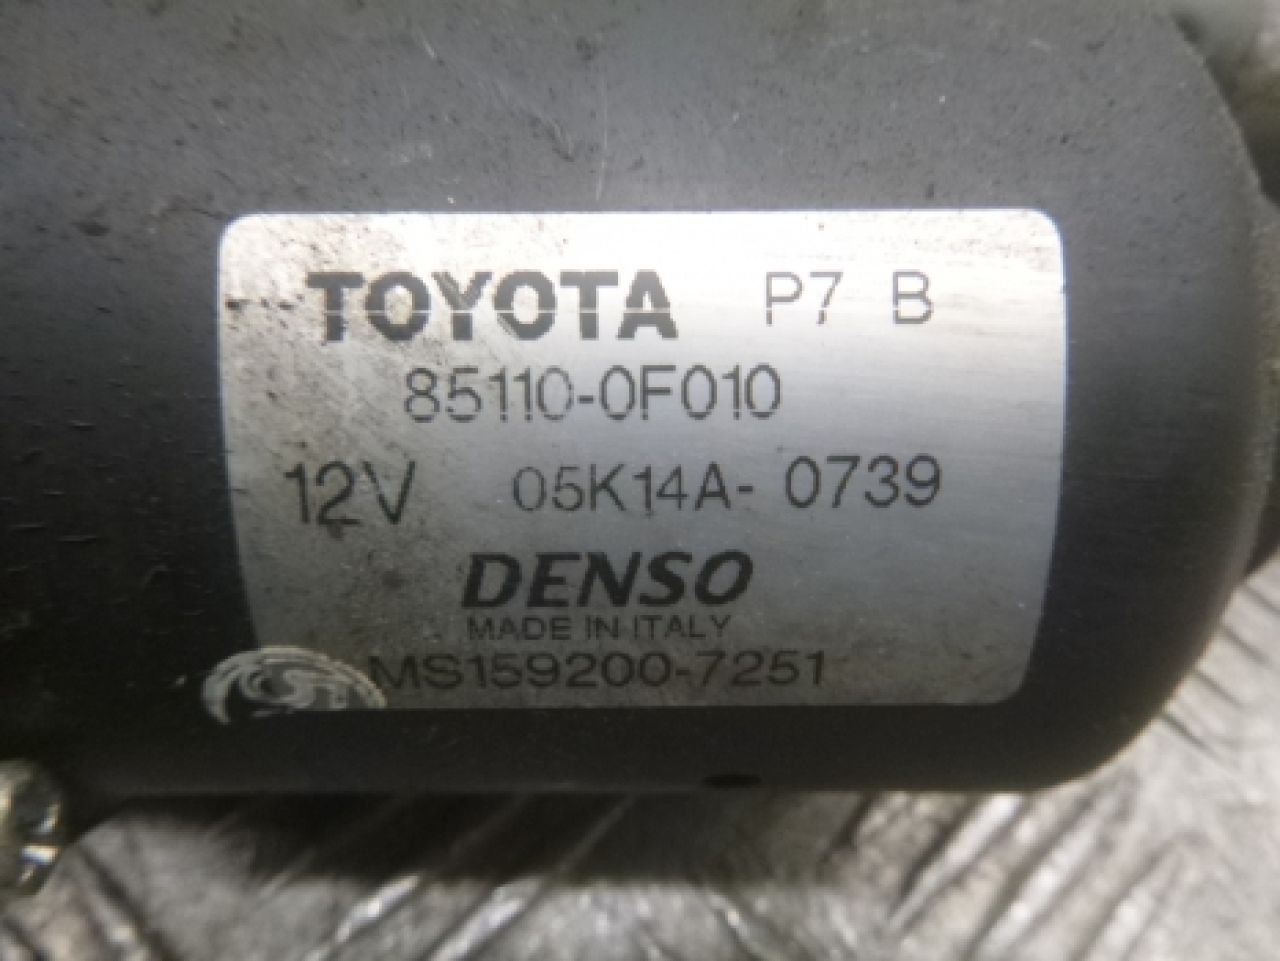 TOYOTA P7 B
85110-0F010
12V 05K14A- 0739
DENSO
MADE IN ITALY
MS159200-7251